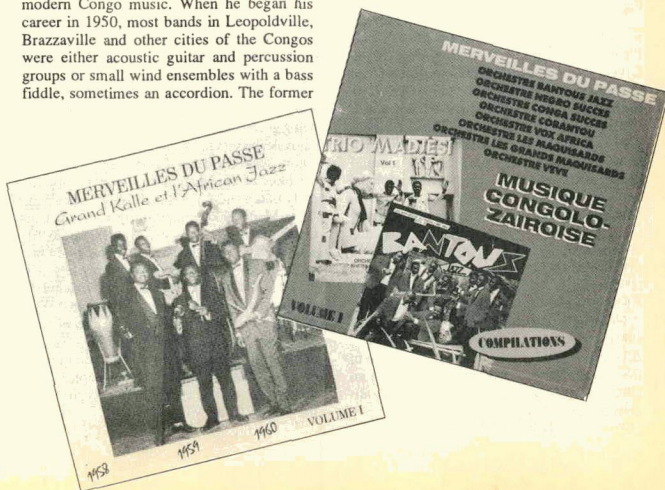 modern Congo music. When he began his
career in 1950, most bands in Leopoldville,
Brazzaville and other cities of the Congos
were either acoustic guitar and percussion
groups or small wind ensembles with a bass
fiddle, sometimes an accordion. The former
MERVEILLES DU PASSE
Grand Kalle et l'African Jazz
1958
1959
1960
VOLUME I
MERVEILLES DU PASSE
ORCHESTRE BANTOUS JAZZ
ORCHESTRE NEGRO SUCCES
ORCHESTRE CONGA SUCCES
ORCHESTRE COBANTOU
ORCHESTRE VOX AFRICA
ORCHESTRE LES MAQUISARDS
ORCHESTRE LES GRANDS MAQUISARDS
ORCHESTRE VEVE
MUSIQUE
CONGOLO-
ZAIROISE
TRIO MADJESI
Vol 1
BANTOUS
JAZZ
VOLUME I
COMPILATIONS